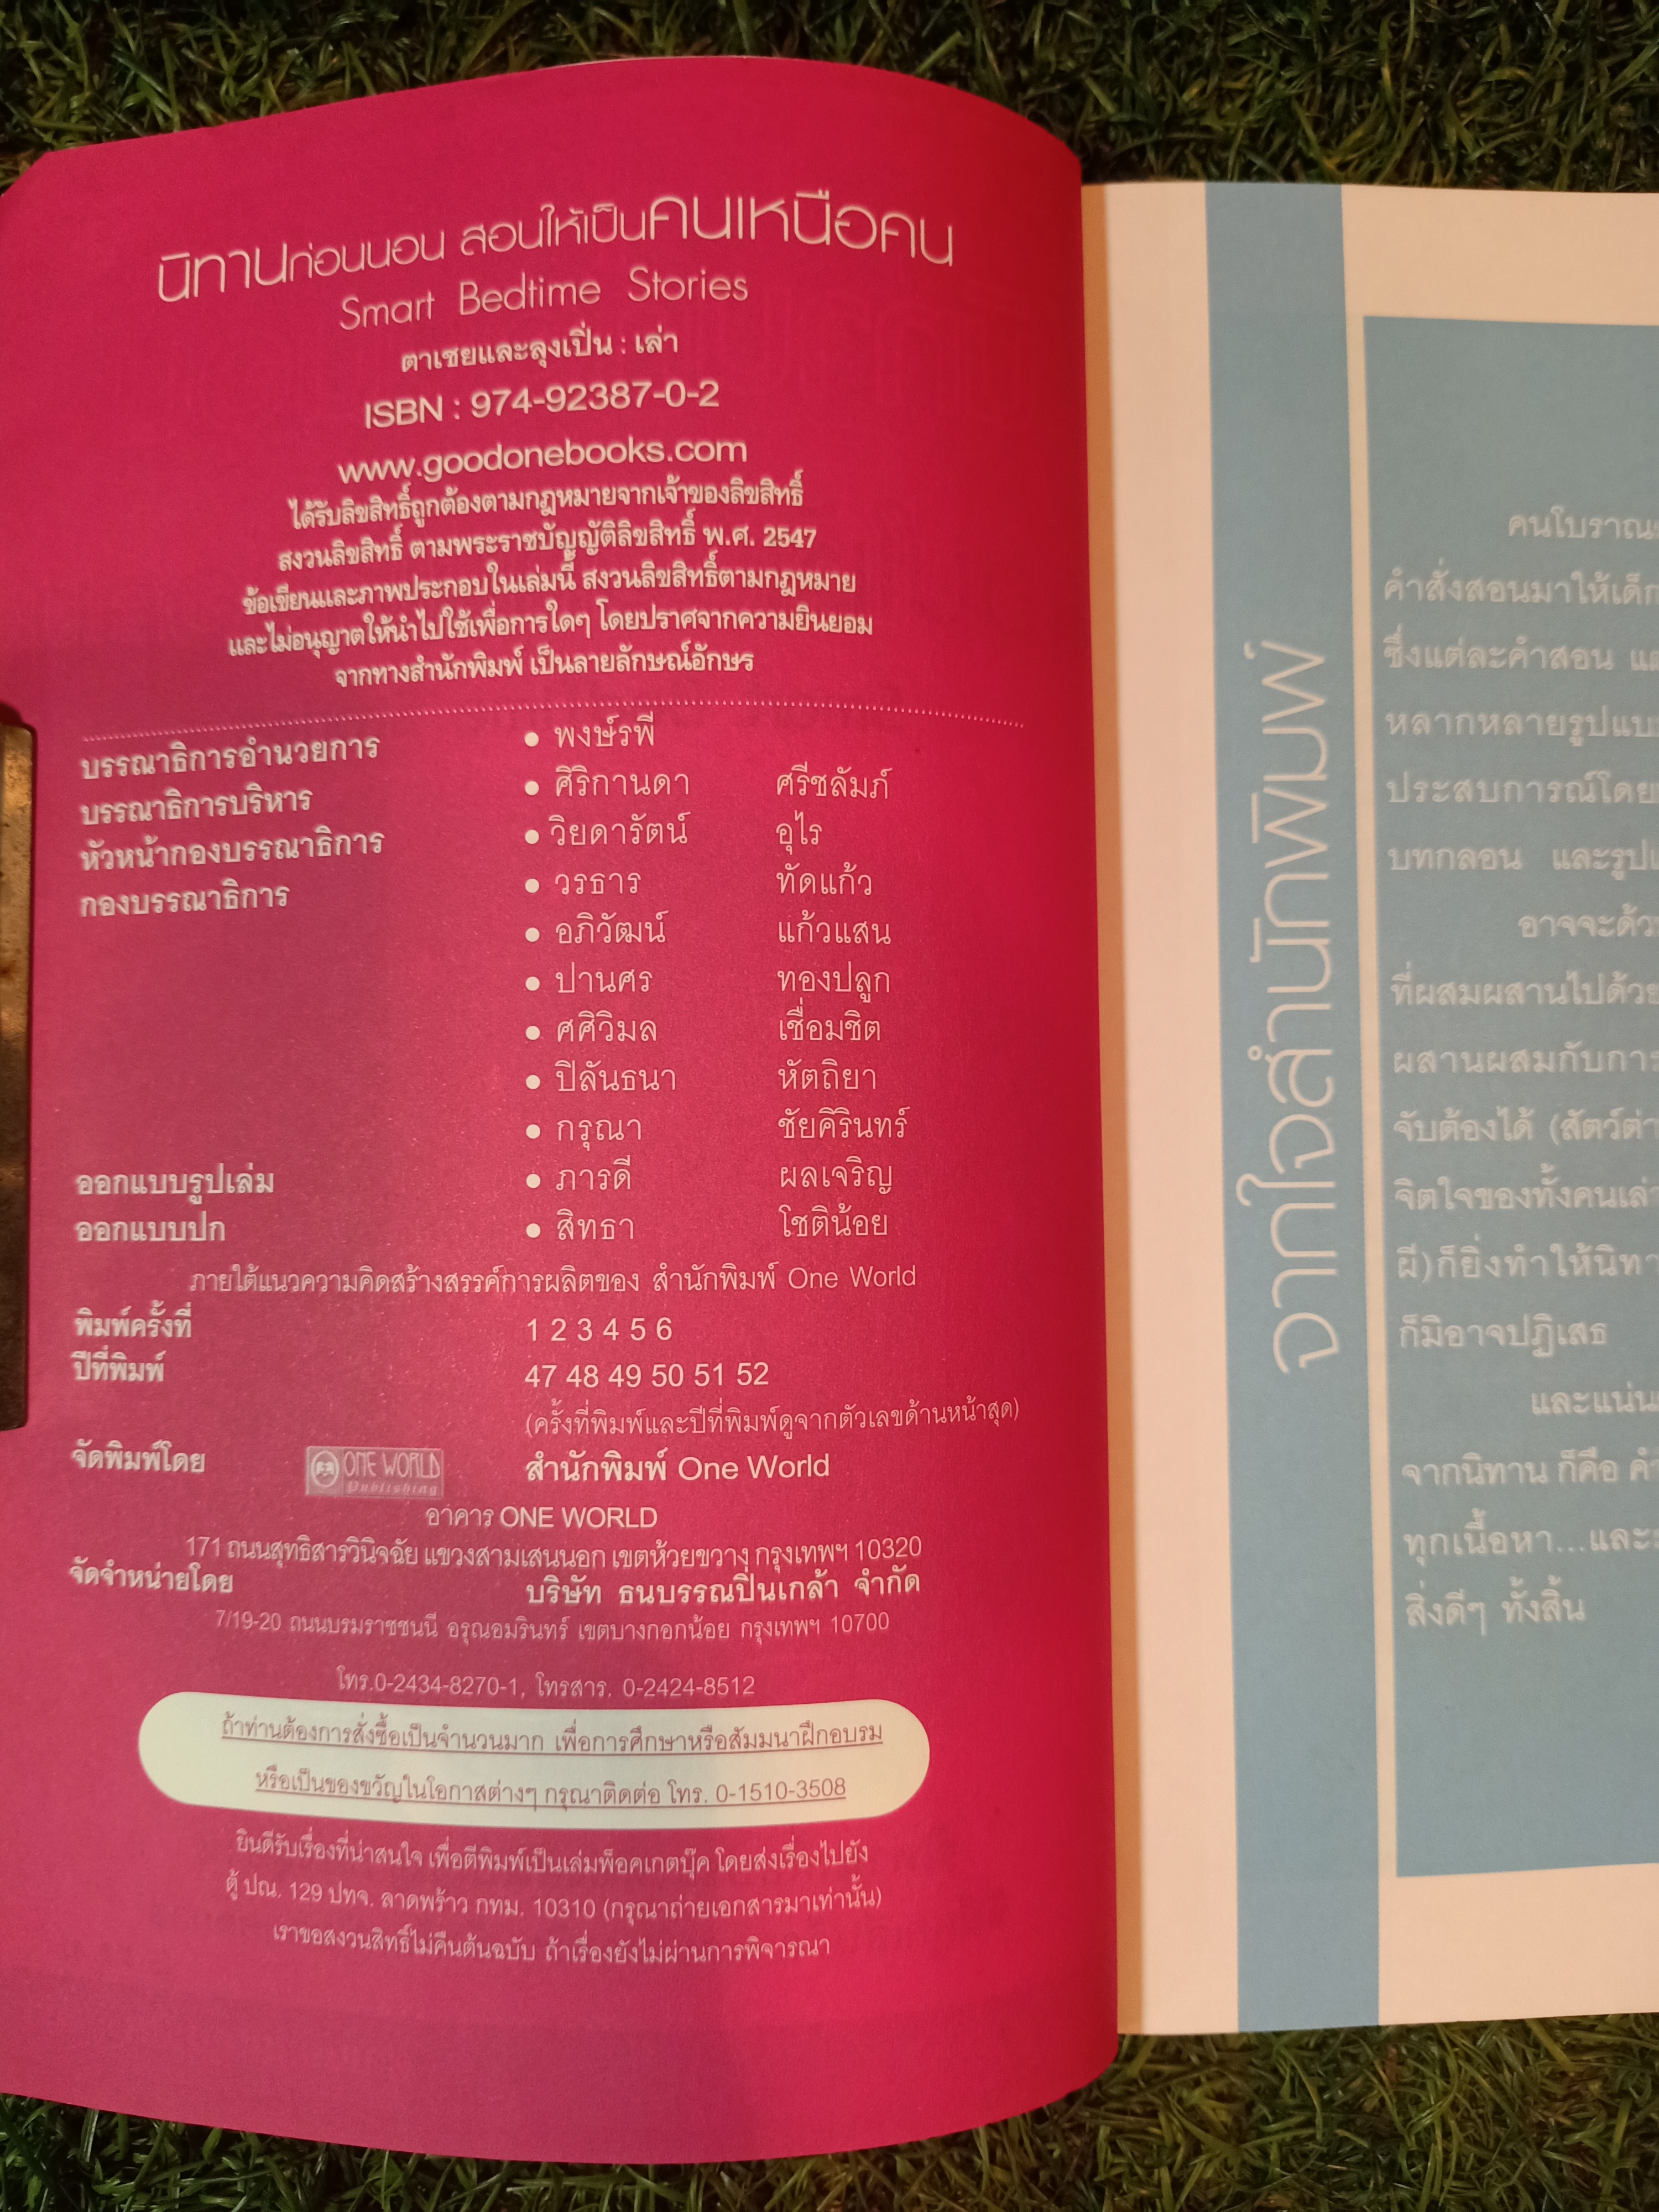 นิทานก่อนนอน สอนให้เป็นคนเหนือคน
Smart Bedtime Stories
ตาเชยและลุงเปิ่น : เล่า
ISBN : 974-92387-0-2
www.goodonebooks.com
ได้รับลิขสิทธิ์ถูกต้องตามกฎหมายจากเจ้าของลิขสิทธิ์
สงวนลิขสิทธิ์ ตามพระราชบัญญัติลิขสิทธิ์ พ.ศ. 2547
ข้อเขียนและภาพประกอบในเล่มนี้ สงวนลิขสิทธิ์ตามกฎหมาย
และไม่อนุญาตให้นำไปใช้เพื่อการใดๆ โดยปราศจากความยินยอม
จากทางสำนักพิมพ์ เป็นลายลักษณ์อักษร
บรรณาธิการอำนวยการ • พงษ์รพี
บรรณาธิการบริหาร • ศิริกานดา ศรีชลัมภ์
หัวหน้ากองบรรณาธิการ • วิยดารัตน์ อุไร
กองบรรณาธิการ • วรธาร ทัดแก้ว
• อภิวัฒน์ แก้วแสน
• ปานศร ทองปลูก
• ศศิวิมล เชื่อมชิต
• ปิลันธนา หัตถิยา
• กรุณา ชัยคิรินทร์
ออกแบบรูปเล่ม • ภารดี ผลเจริญ
ออกแบบปก • สิทธา โชติน้อย
ภายใต้แนวความคิดสร้างสรรค์การผลิตของ สำนักพิมพ์ One World
พิมพ์ครั้งที่ 1 2 3 4 5 6
ปีที่พิมพ์ 47 48 49 50 51 52
(ครั้งที่พิมพ์และปีที่พิมพ์ดูจากตัวเลขด้านหน้าสุด)
จัดพิมพ์โดย ONE WORLD Publishing สำนักพิมพ์ One World
อาคาร ONE WORLD
171 ถนนสุทธิสารวินิจฉัย แขวงสามเสนนอก เขตห้วยขวาง กรุงเทพฯ 10320
จัดจำหน่ายโดย บริษัท ธนบรรณปิ่นเกล้า จำกัด
7/19-20 ถนนบรมราชชนนี อรุณอมรินทร์ เขตบางกอกน้อย กรุงเทพฯ 10700
โทร.0-2434-8270-1, โทรสาร. 0-2424-8512
ถ้าท่านต้องการสั่งซื้อเป็นจำนวนมาก เพื่อการศึกษาหรือสัมมนาฝึกอบรม
หรือเป็นของขวัญในโอกาสต่างๆ กรุณาติดต่อ โทร. 0-1510-3508
ยินดีรับเรื่องที่น่าสนใจ เพื่อตีพิมพ์เป็นเล่มพ็อคเกตบุ๊ค โดยส่งเรื่องไปยัง
ตู้ ปณ. 129 ปทจ. ลาดพร้าว กทม. 10310 (กรุณาถ่ายเอกสารมาเท่านั้น)
เราขอสงวนสิทธิ์ไม่คืนต้นฉบับ ถ้าเรื่องยังไม่ผ่านการพิจารณา
จากใจสำนักพิมพ์
คนโบราณ
คำสั่งสอนมาให้เด็ก
ซึ่งแต่ละคำสอน
หลากหลายรูปแบบ
ประสบการณ์โดย
บทกลอน และรูป
อาจจะด้ว
ที่ผสมผสานไปด้วย
ผสานผสมกับการ
จับต้องได้ (สัตว์ต่า
จิตใจของทั้งคนเล่า
ผี)ก็ยิ่งทำให้นิทา
ก็มิอาจปฏิเสธ
และแน่น
จากนิทาน ก็คือ คำ
ทุกเนื้อหา...และ
สิ่งดีๆ ทั้งสิ้น